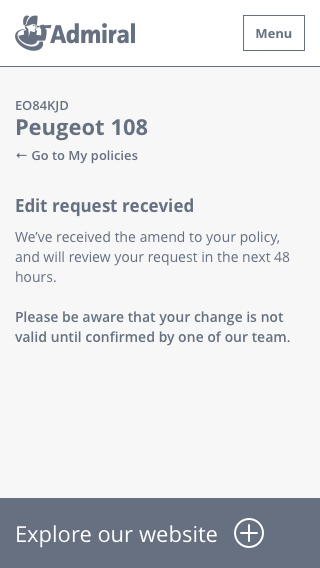 Admiral
Menu
EO84KJD
Peugeot 108
← Go to My policies
Edit request recevied
We’ve received the amend to your policy,
and will review your request in the next 48
hours.
Please be aware that your change is not
valid until confirmed by one of our team.
Explore our website